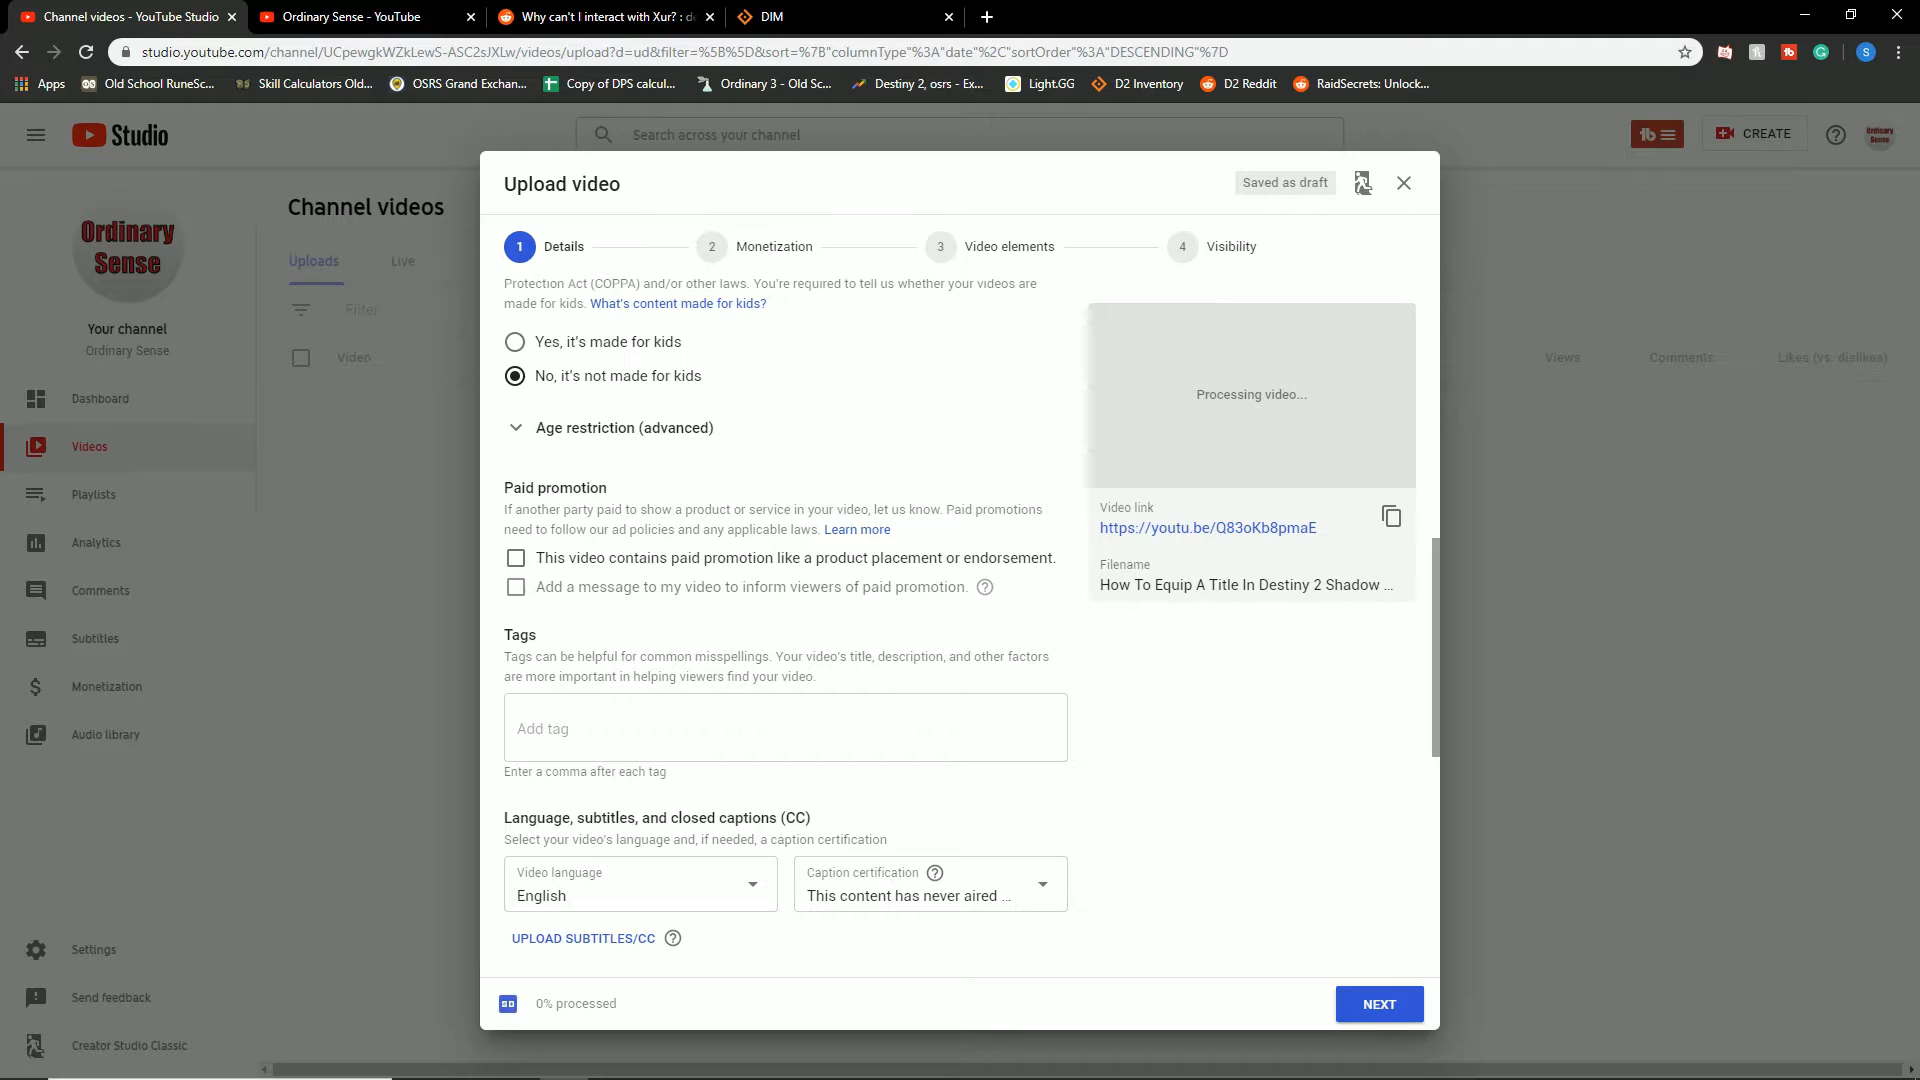 Channel videos - YouTube Studio
Ordinary Sense - YouTube
Why can't I interact with Xur? : de
DIM
studio.youtube.com/channel/UCpewgkWZkLewS-ASC2sJXLw/videos/upload?d=ud&filter=%5B%5D&sort=%7B"columnType"%3A"date"%2C"sortOrder"%3A"DESCENDING"%7D
S
Apps
Old School RuneSc...
Skill Calculators Old...
OSRS Grand Exchan...
Copy of DPS calcul...
Ordinary 3 - Old Sc...
Destiny 2, osrs - Ex...
Light.GG
D2 Inventory
D2 Reddit
RaidSecrets: Unlock...
Studio
Search across your channel
CREATE
Ordinary
Sense
Ordinary
Sense
Your channel
Ordinary Sense
Dashboard
Videos
Playlists
Analytics
Comments
Subtitles
Monetization
Audio library
Settings
Send feedback
Creator Studio Classic
Channel videos
Uploads
Live
Filter
Video
Views
Comments
Likes (vs. dislikes)
Upload video
Saved as draft
1 Details
2 Monetization
3 Video elements
4 Visibility
Protection Act (COPPA) and/or other laws. You're required to tell us whether your videos are
made for kids. What's content made for kids?
Yes, it's made for kids
No, it's not made for kids
Age restriction (advanced)
Paid promotion
If another party paid to show a product or service in your video, let us know. Paid promotions
need to follow our ad policies and any applicable laws. Learn more
This video contains paid promotion like a product placement or endorsement.
Add a message to my video to inform viewers of paid promotion.
Tags
Tags can be helpful for common misspellings. Your video's title, description, and other factors
are more important in helping viewers find your video.
Add tag
Enter a comma after each tag
Language, subtitles, and closed captions (CC)
Select your video's language and, if needed, a caption certification
Video language
English
Caption certification
This content has never aired ...
UPLOAD SUBTITLES/CC
Processing video...
Video link
https://youtu.be/Q83oKb8pmaE
Filename
How To Equip A Title In Destiny 2 Shadow ...
SD
0% processed
NEXT